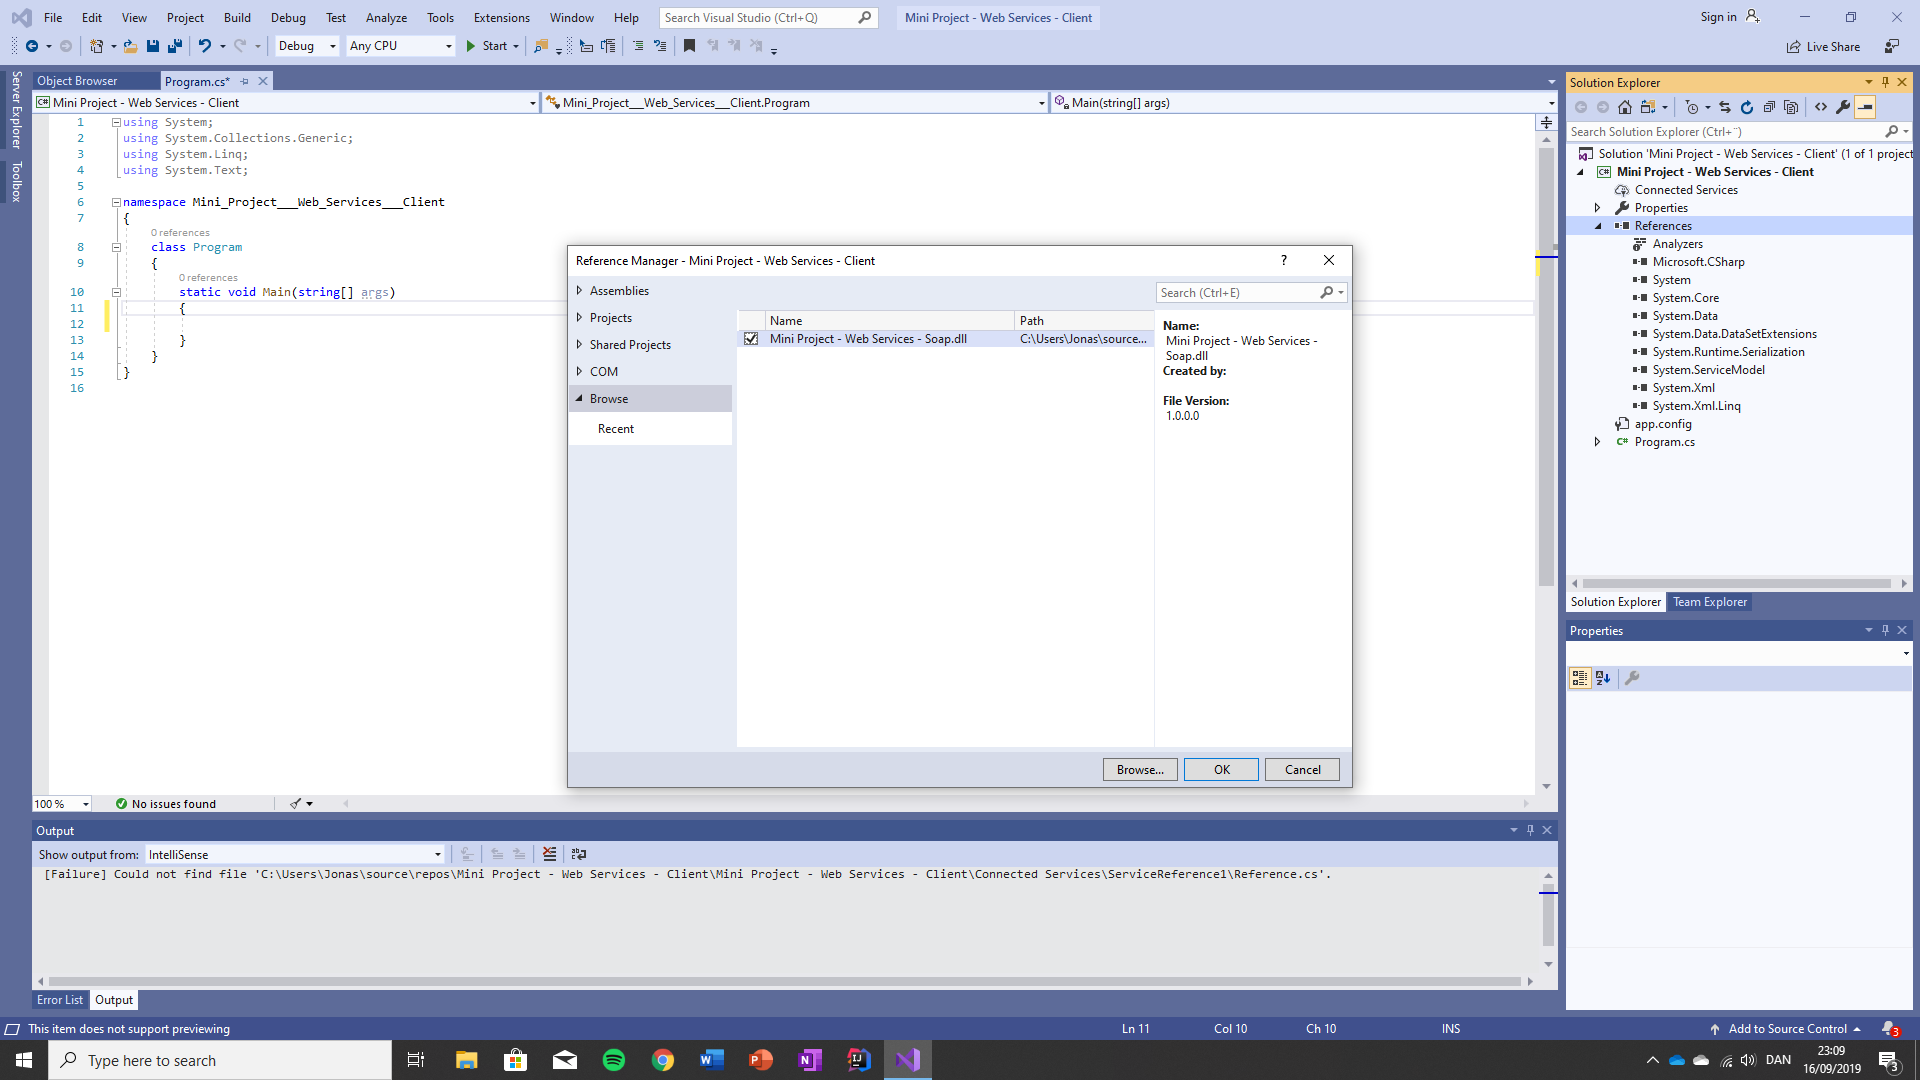 File Edit View Project Build Debug Test Analyze Tools Extensions Window Help Search Visual Studio (Ctrl+Q) Mini Project - Web Services - Client Sign in
Debug Any CPU Start Live Share
Server Explorer
Toolbox
Object Browser Program.cs*
C# Mini Project - Web Services - Client Mini_Project___Web_Services___Client.Program Main(string[] args)
1 using System;
2 using System.Collections.Generic;
3 using System.Linq;
4 using System.Text;
5
6 namespace Mini_Project___Web_Services___Client
7 {
0 references
8 class Program
9 {
0 references
10 static void Main(string[] args)
11 {
12
13 }
14 }
15 }
16
Reference Manager - Mini Project - Web Services - Client ? 
Assemblies
Projects
Shared Projects
COM
Browse
Recent
Search (Ctrl+E)
Name Path
Mini Project - Web Services - Soap.dll C:\Users\Jonas\source...
Name:
Mini Project - Web Services -
Soap.dll
Created by:
File Version:
1.0.0.0
Browse... OK Cancel
100 % No issues found
Output
Show output from: IntelliSense
[Failure] Could not find file 'C:\Users\Jonas\source\repos\Mini Project - Web Services - Client\Mini Project - Web Services - Client\Connected Services\ServiceReference1\Reference.cs'.
Error List Output
Solution Explorer
Search Solution Explorer (Ctrl+¨)
Solution 'Mini Project - Web Services - Client' (1 of 1 project
C# Mini Project - Web Services - Client
Connected Services
Properties
References
Analyzers
Microsoft.CSharp
System
System.Core
System.Data
System.Data.DataSetExtensions
System.Runtime.Serialization
System.ServiceModel
System.Xml
System.Xml.Linq
app.config
C# Program.cs
Solution Explorer Team Explorer
Properties
This item does not support previewing Ln 11 Col 10 Ch 10 INS Add to Source Control 3
Type here to search DAN 23:09
16/09/2019 3